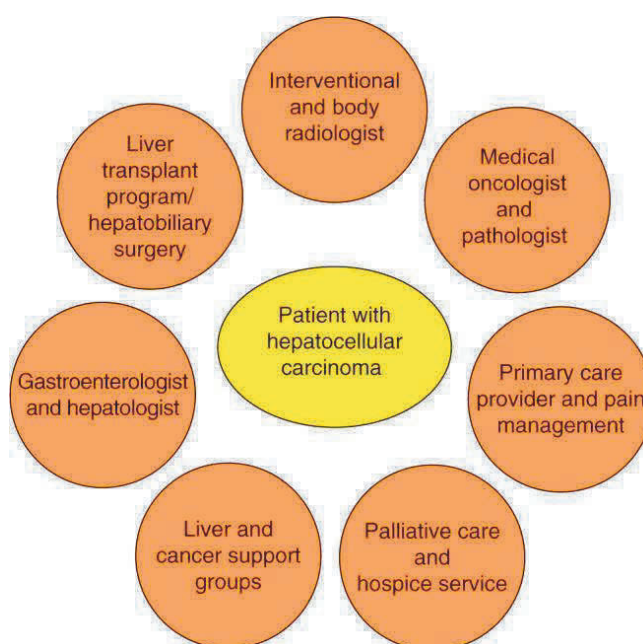 Interventional
and body
radiologist
Liver
transplant
program/
hepatobiliary
surgery
Medical
oncologist
and
pathologist
Patient with
hepatocellular
carcinoma
Gastroenterologist
and hepatologist
Primary care
provider and pain
management
Liver and
cancer support
groups
Palliative care
and
hospice service